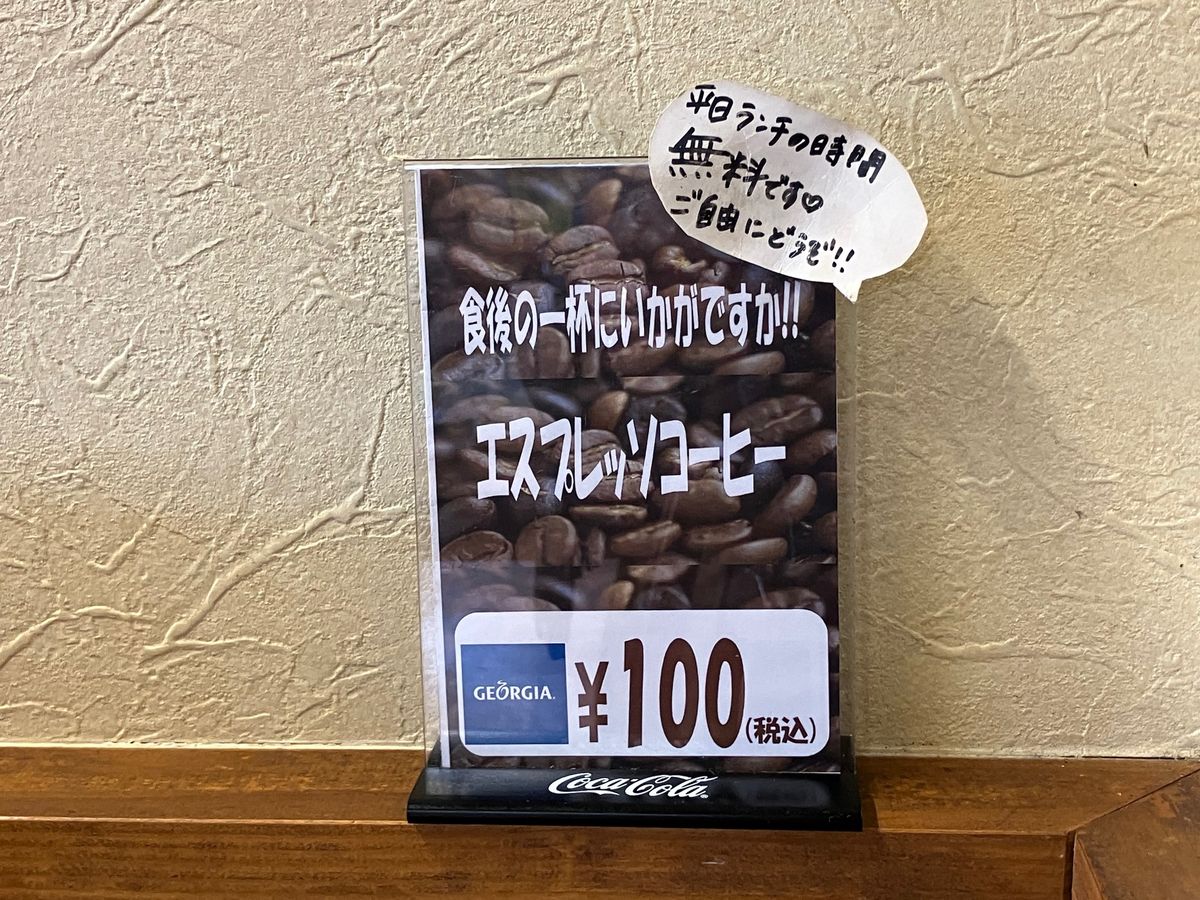 平日ランチの時間
無料です♡
ご自由にどうぞ!!
食後の一杯にいかがですか!!
エスプレッソコーヒー
GEORGIA
¥100(税込)
Coca-Cola